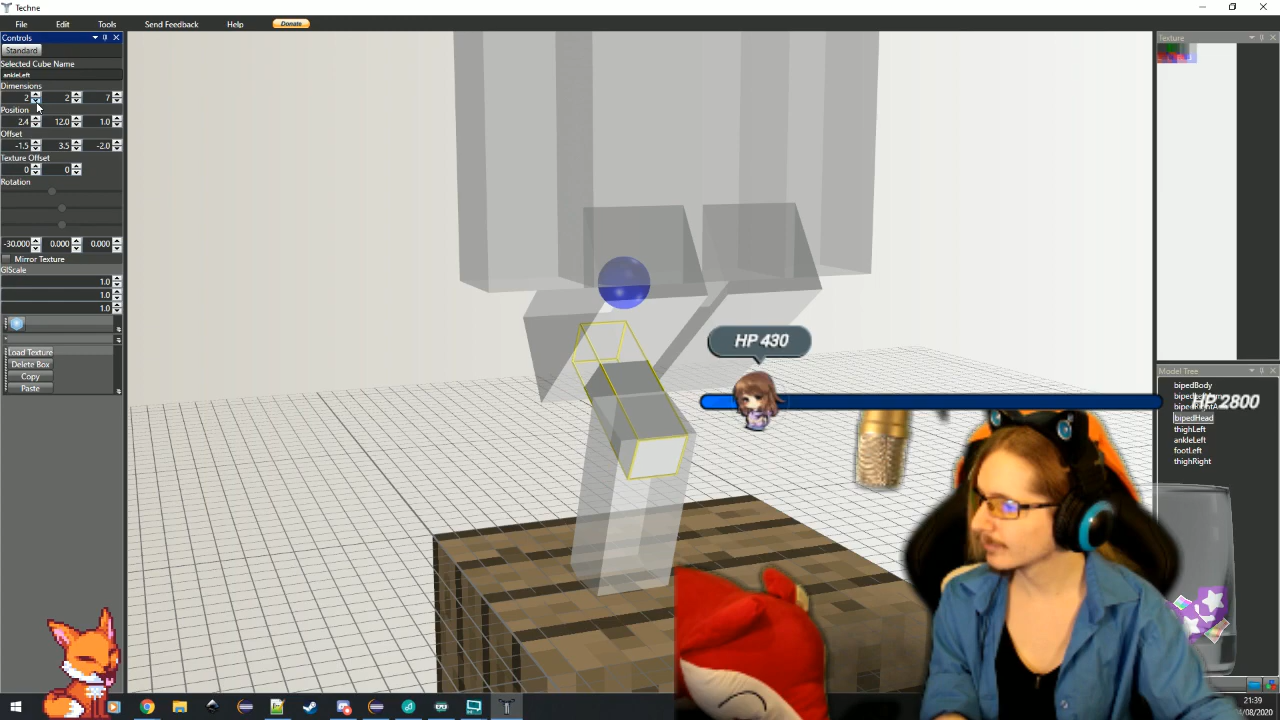 Techne
File Edit Tools Send Feedback Help Donate
Controls
Standard
Selected Cube Name
ankleLeft
Dimensions
2 2 7
Position
2.4 12.0 1.0
Offset
-1.5 3.5 -2.0
Texture Offset
0 0
Rotation
-30.000 0.000 0.000
Mirror Texture
GlScale
1.0
1.0
1.0
Load Texture
Delete Box
Copy
Paste
HP 430
HP 2800
Texture
Model Tree
bipedBody
bipedHead
thighLeft
ankleLeft
footLeft
thighRight
21:39
/08/2020